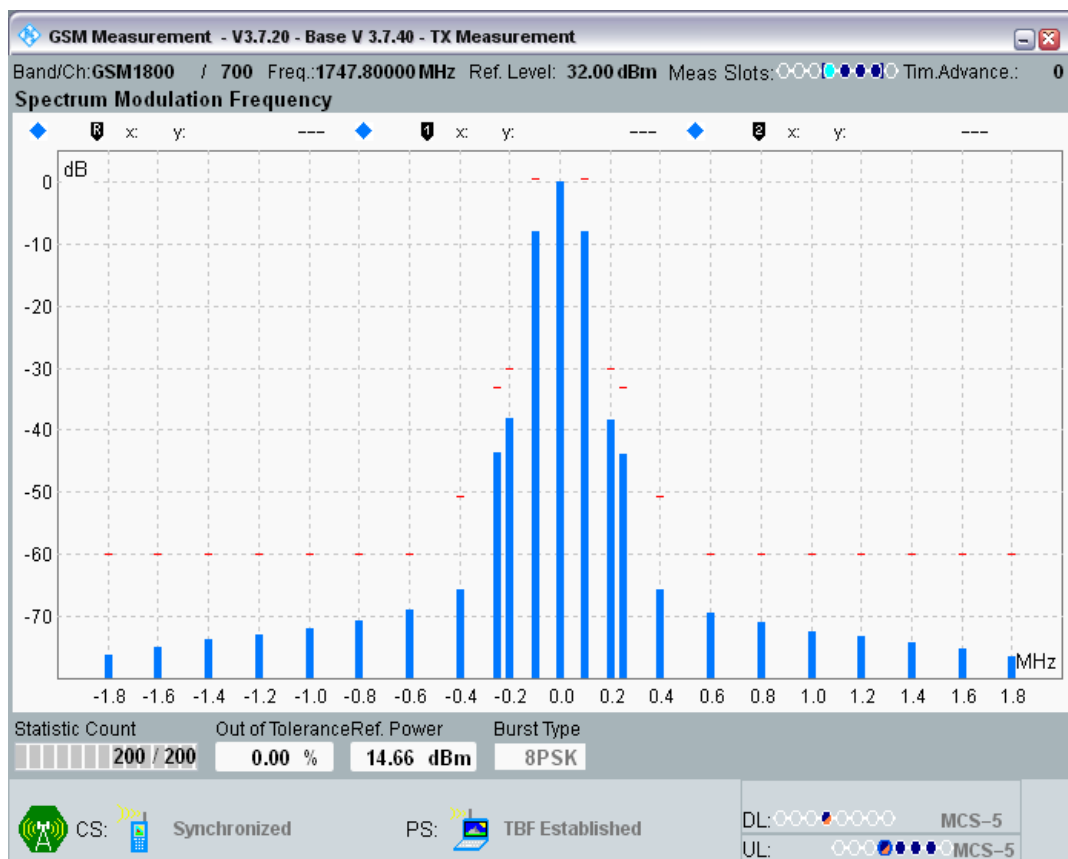 GSM Measurement - V3.7.20 - Base V 3.7.40 - TX Measurement
Band/Ch:GSM1800 / 700 Freq.:1747.80000 MHz Ref. Level: 32.00 dBm Meas Slots: Tim.Advance.: 0
Spectrum Modulation Frequency
R x: y: --- 1 x: y: --- 2 x: y: ---
dB
0
-10
-20
-30
-40
-50
-60
-70
MHz
-1.8 -1.6 -1.4 -1.2 -1.0 -0.8 -0.6 -0.4 -0.2 0.0 0.2 0.4 0.6 0.8 1.0 1.2 1.4 1.6 1.8
Statistic Count Out of Tolerance Ref. Power Burst Type
200 / 200 0.00 % 14.66 dBm 8PSK
CS: Synchronized PS: TBF Established
DL: MCS-5
UL: MCS-5